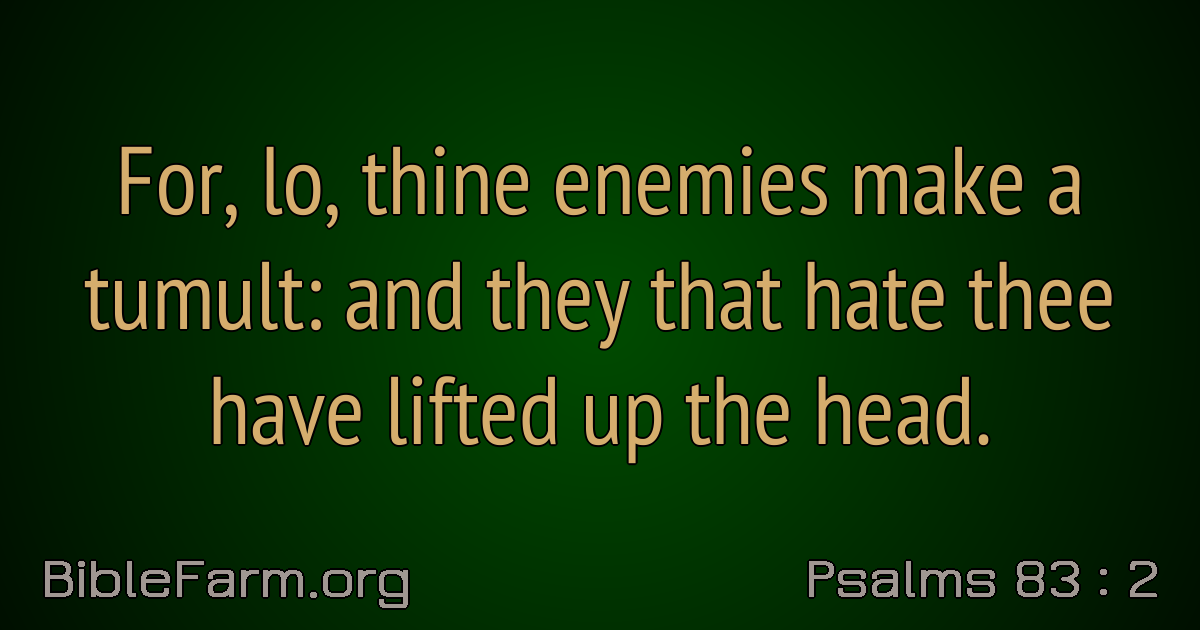 For, lo, thine enemies make a
tumult: and they that hate thee
have lifted up the head.
BibleFarm.org
Psalms 83 : 2